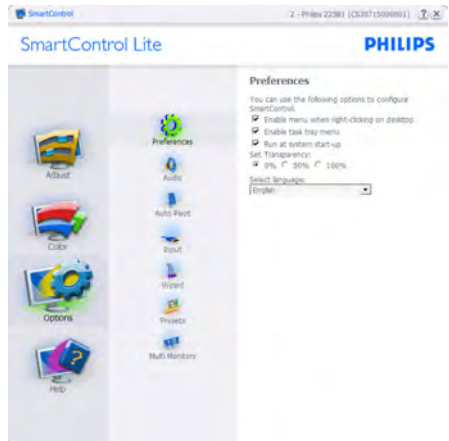 SmartControl
2 - Philips 225B1 (CS39715000001)
SmartControl Lite
PHILIPS
Preferences
You can use the following options to configure
SmartControl.
Enable menu when right-clicking on desktop
Enable task tray menu
Run at system start-up
Set Transparency:
0% 50% 100%
Select language:
English
Adjust
Color
Options
Help
Preferences
Audio
Auto Pivot
Input
Wizard
Presets
Multi Monitors